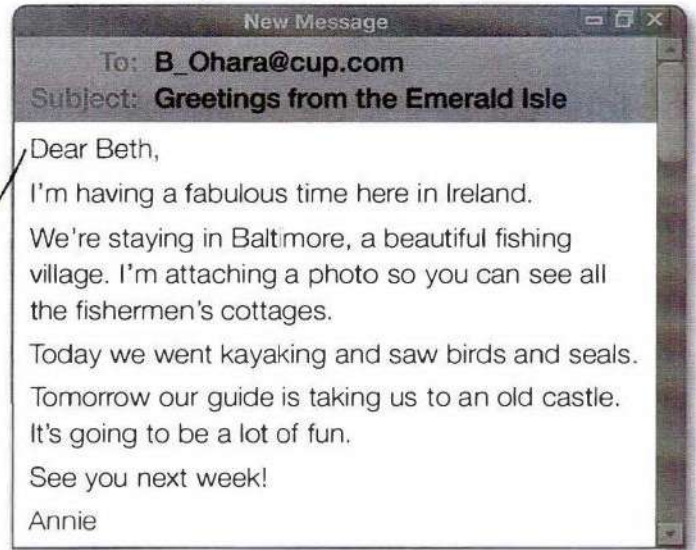 New Message
To: B_Ohara@cup.com
Subject: Greetings from the Emerald Isle
Dear Beth,
I'm having a fabulous time here in Ireland.
We're staying in Baltimore, a beautiful fishing
village. I'm attaching a photo so you can see all
the fishermen's cottages.
Today we went kayaking and saw birds and seals.
Tomorrow our guide is taking us to an old castle.
It's going to be a lot of fun.
See you next week!
Annie